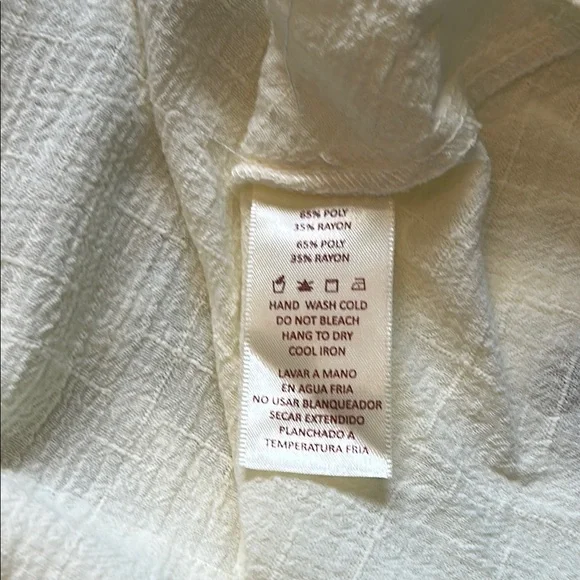 65% POLY
35% RAYON
65% POLY
35% RAYON
HAND WASH COLD
DO NOT BLEACH
HANG TO DRY
COOL IRON
LAVAR A MANO
EN AGUA FRIA
NO USAR BLANQUEADOR
SECAR EXTENDIDO
PLANCHADO A
TEMPERATURA FRIA